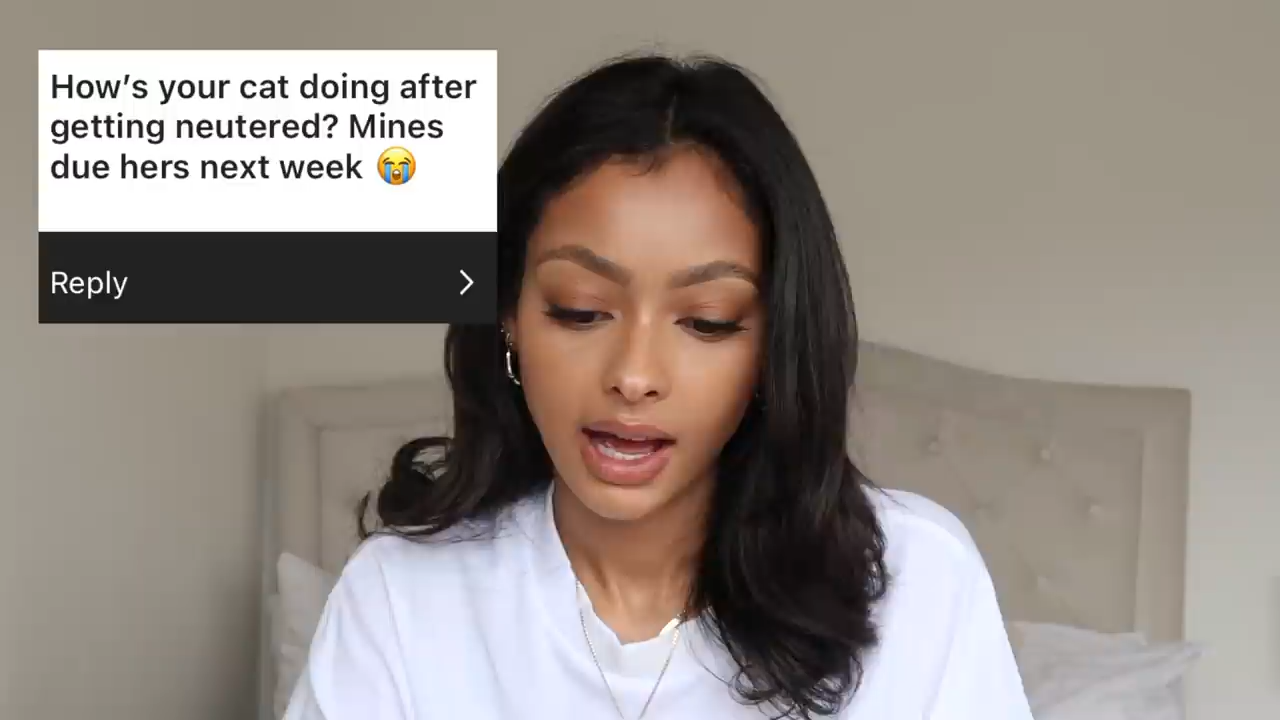 How’s your cat doing after
getting neutered? Mines
due hers next week 😭
Reply